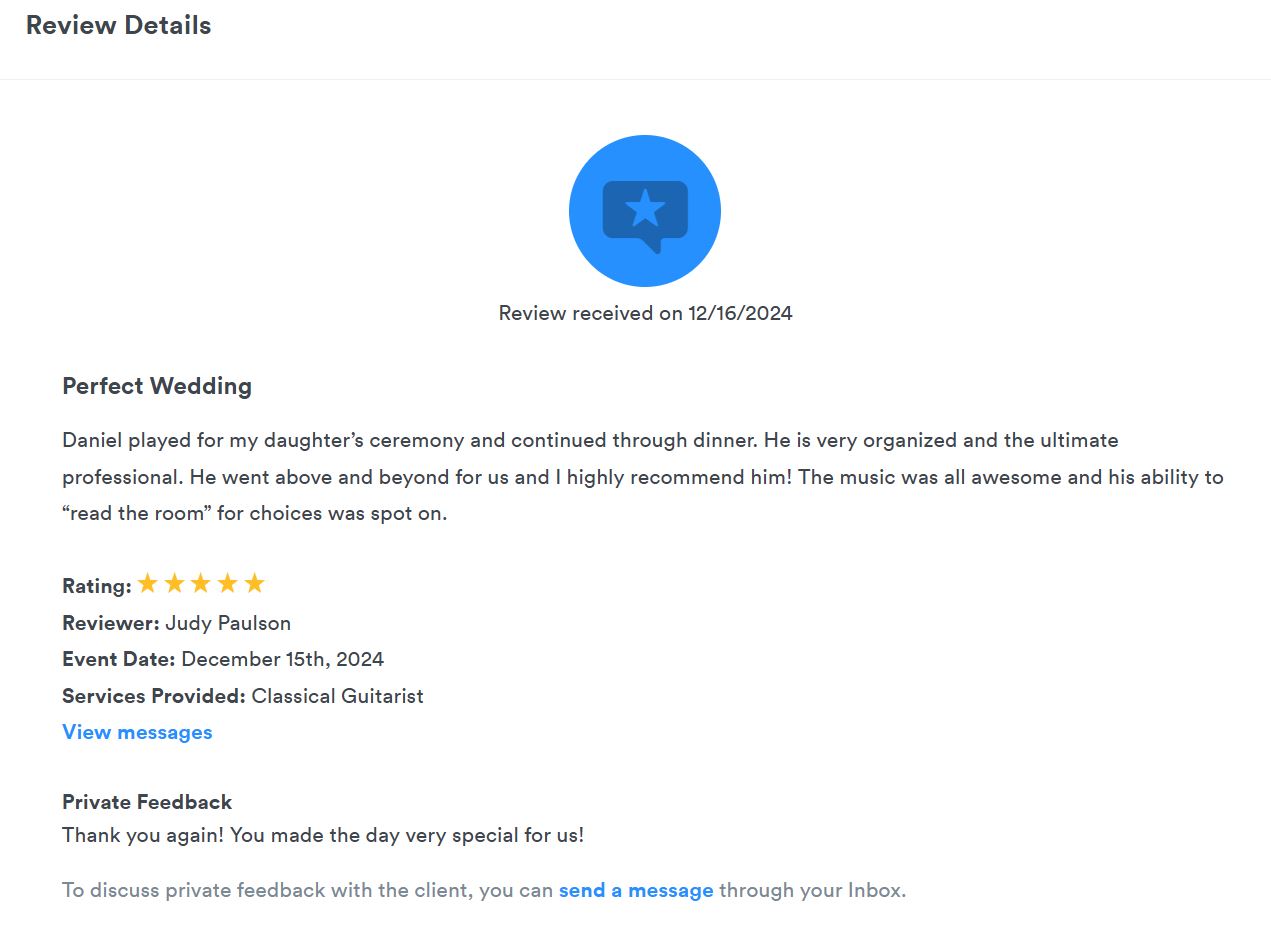 Review Details
Review received on 12/16/2024
Perfect Wedding
Daniel played for my daughter’s ceremony and continued through dinner. He is very organized and the ultimate
professional. He went above and beyond for us and I highly recommend him! The music was all awesome and his ability to
“read the room” for choices was spot on.
Rating: ★★★★★
Reviewer: Judy Paulson
Event Date: December 15th, 2024
Services Provided: Classical Guitarist
View messages
Private Feedback
Thank you again! You made the day very special for us!
To discuss private feedback with the client, you can send a message through your Inbox.